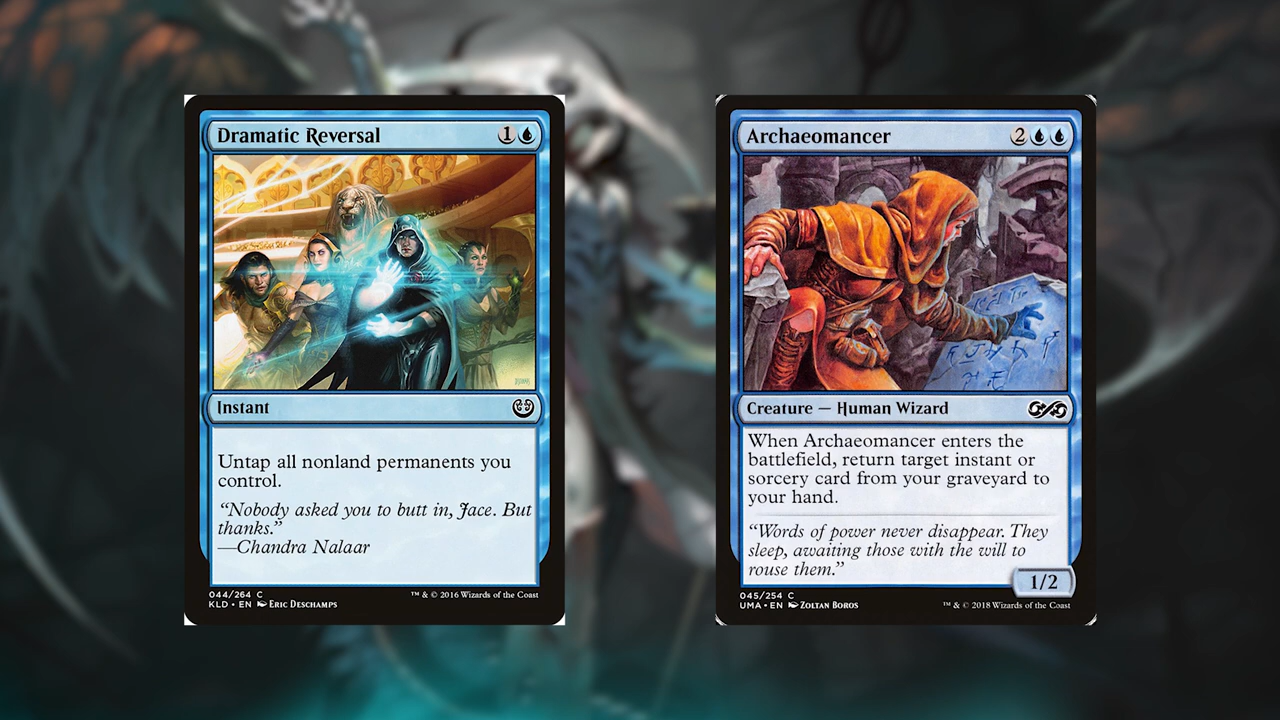 Dramatic Reversal
1
Instant
Untap all nonland permanents you
control.
“Nobody asked you to butt in, Jace. But
thanks.”
—Chandra Nalaar
044/264 C
KLD • EN Eric Deschamps
™ & © 2016 Wizards of the Coast
Archaeomancer
2
Creature — Human Wizard
When Archaeomancer enters the
battlefield, return target instant or
sorcery card from your graveyard to
your hand.
“Words of power never disappear. They
sleep, awaiting those with the will to
rouse them.”
1/2
045/254 C
UMA • EN Zoltan Boros
™ & © 2018 Wizards of the Coast